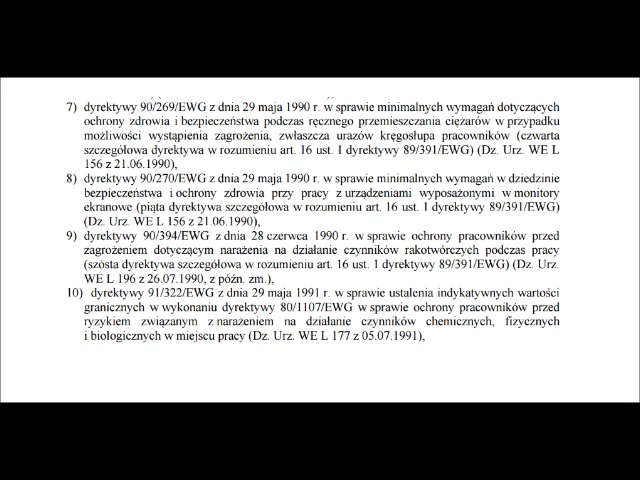 7) dyrektywy 90/269/EWG z dnia 29 maja 1990 r. w sprawie minimalnych wymagań dotyczących
ochrony zdrowia i bezpieczeństwa podczas ręcznego przemieszczania ciężarów w przypadku
możliwości wystąpienia zagrożenia, zwłaszcza urazów kręgosłupa pracowników (czwarta
szczegółowa dyrektywa w rozumieniu art. 16 ust. 1 dyrektywy 89/391/EWG) (Dz. Urz. WE L
156 z 21.06.1990),
8) dyrektywy 90/270/EWG z dnia 29 maja 1990 r. w sprawie minimalnych wymagań w dziedzinie
bezpieczeństwa i ochrony zdrowia przy pracy z urządzeniami wyposażonymi w monitory
ekranowe (piąta dyrektywa szczegółowa w rozumieniu art. 16 ust. 1 dyrektywy 89/391/EWG)
(Dz. Urz. WE L 156 z 21.06.1990),
9) dyrektywy 90/394/EWG z dnia 28 czerwca 1990 r. w sprawie ochrony pracowników przed
zagrożeniem dotyczącym narażenia na działanie czynników rakotwórczych podczas pracy
(szósta dyrektywa szczegółowa w rozumieniu art. 16 ust. 1 dyrektywy 89/391/EWG) (Dz. Urz.
WE L 196 z 26.07.1990, z późn. zm.),
10) dyrektywy 91/322/EWG z dnia 29 maja 1991 r. w sprawie ustalenia indykatywnych wartości
granicznych w wykonaniu dyrektywy 80/1107/EWG w sprawie ochrony pracowników przed
ryzykiem związanym z narażeniem na działanie czynników chemicznych, fizycznych
i biologicznych w miejscu pracy (Dz. Urz. WE L 177 z 05.07.1991),